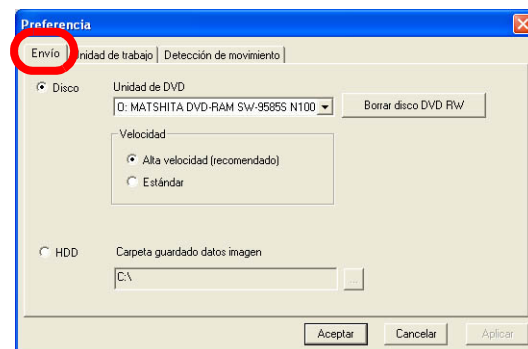 Preferencia
Envío Unidad de trabajo Detección de movimiento
Disco Unidad de DVD
O: MATSHITA DVD-RAM SW-9585S N100 Borrar disco DVD RW
Velocidad
Alta velocidad (recomendado)
Estándar
HDD Carpeta guardado datos imagen
C:\ ...
Aceptar Cancelar Aplicar